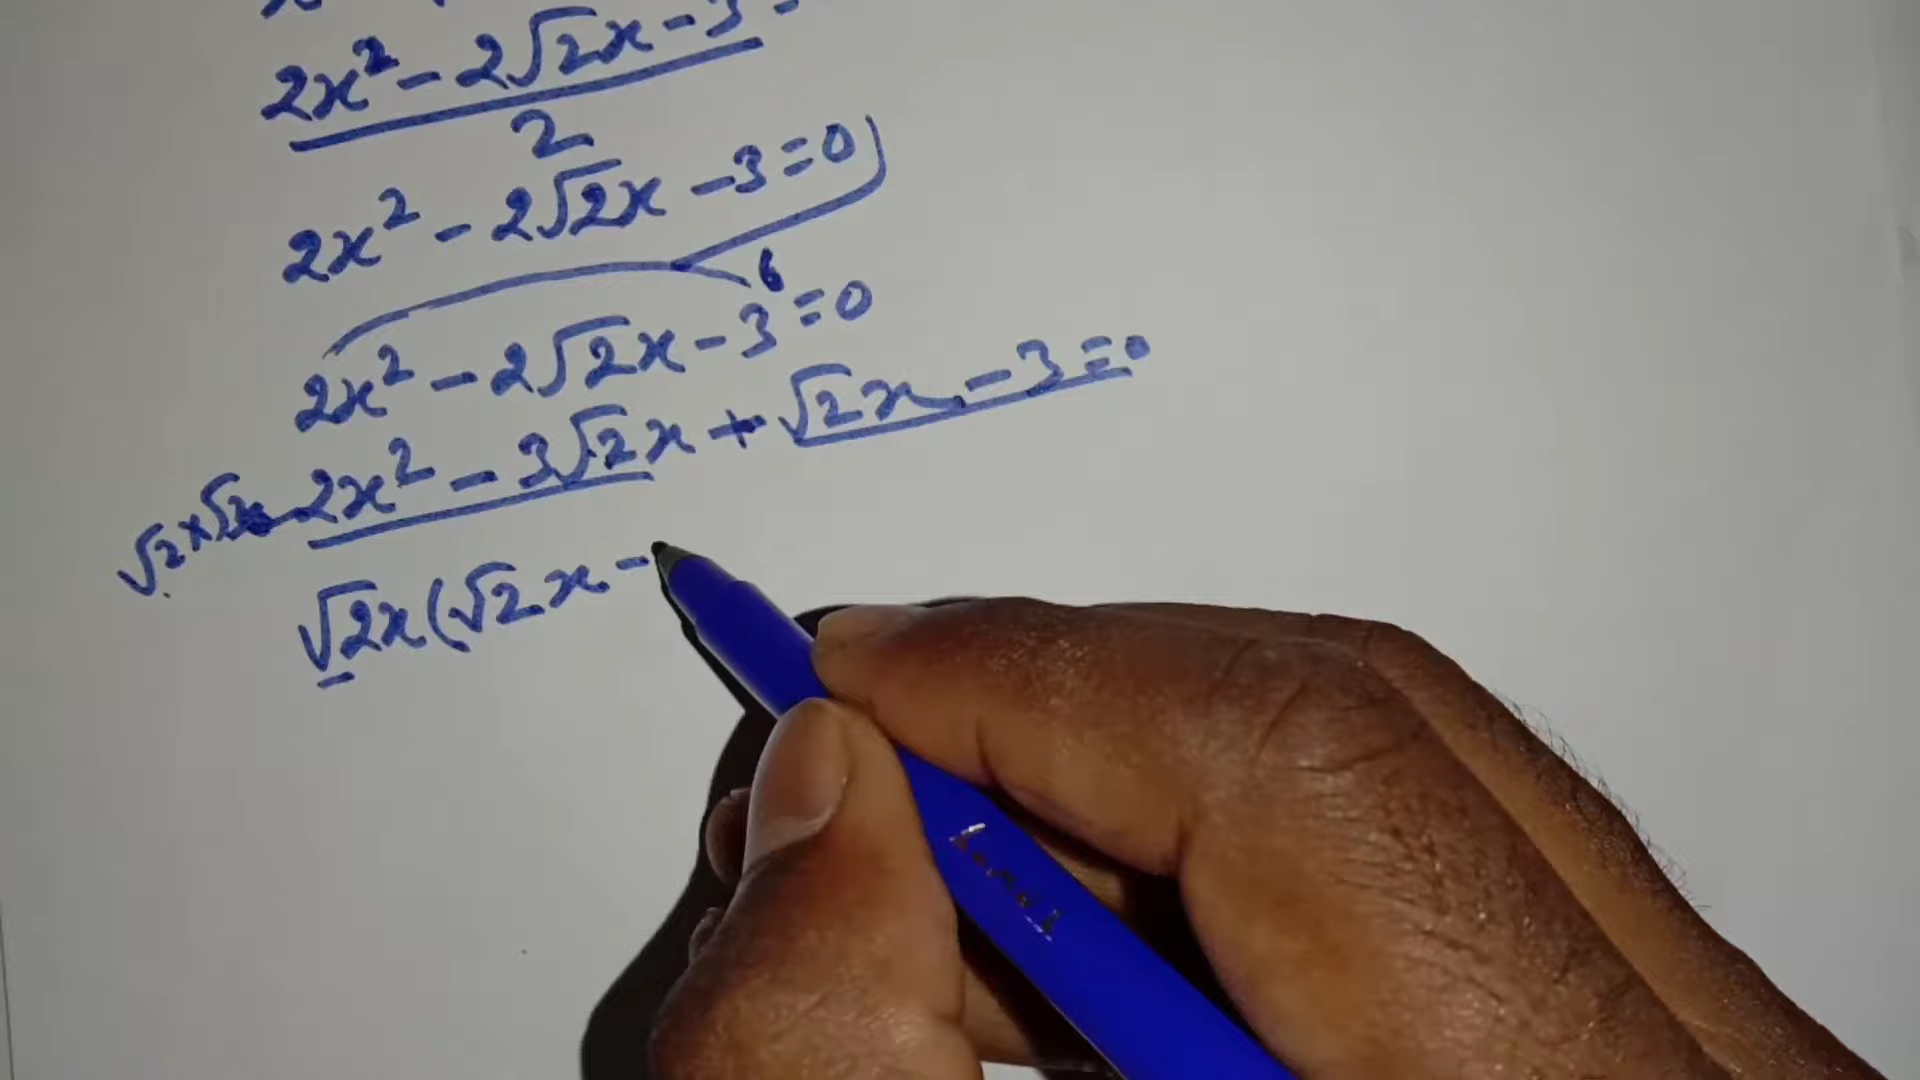 2x² - 2√2x - 3
2
2x² - 2√2x - 3 = 0
6
2x² - 2√2x - 3 = 0
2x² - 3√2x + √2x - 3 = 0
√2x(√2x -